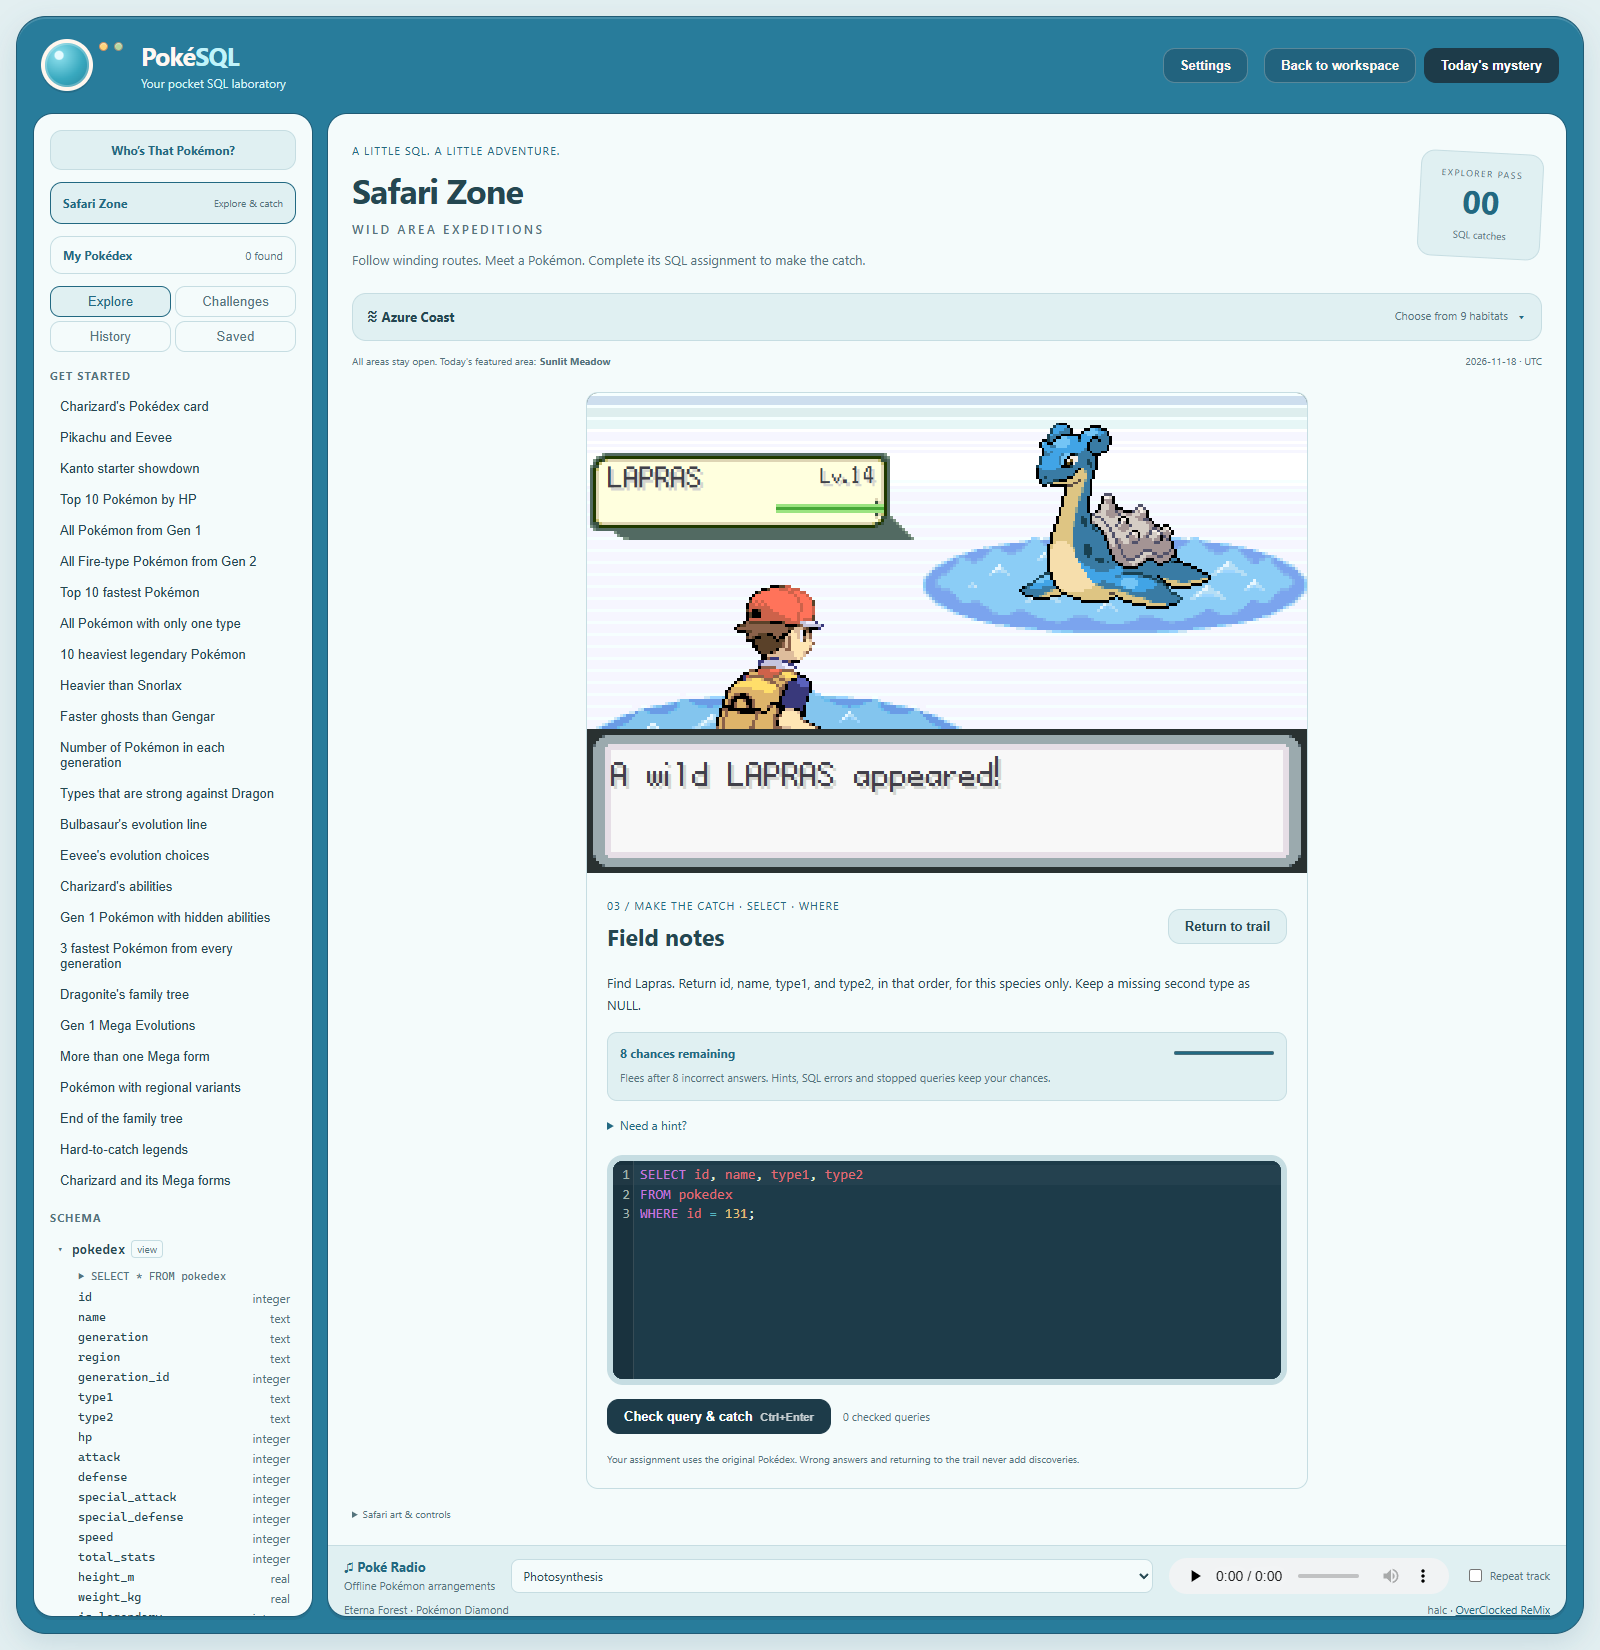 PokéSQL
Your pocket SQL laboratory
Settings
Back to workspace
Today's mystery
Who's That Pokémon?
Safari Zone
Explore & catch
My Pokédex
0 found
Explore
Challenges
History
Saved
GET STARTED
Charizard's Pokédex card
Pikachu and Eevee
Kanto starter showdown
Top 10 Pokémon by HP
All Pokémon from Gen 1
All Fire-type Pokémon from Gen 2
Top 10 fastest Pokémon
All Pokémon with only one type
10 heaviest legendary Pokémon
Heavier than Snorlax
Faster ghosts than Gengar
Number of Pokémon in each
generation
Types that are strong against Dragon
Bulbasaur's evolution line
Eevee's evolution choices
Charizard's abilities
Gen 1 Pokémon with hidden abilities
3 fastest Pokémon from every
generation
Dragonite's family tree
Gen 1 Mega Evolutions
More than one Mega form
Pokémon with regional variants
End of the family tree
Hard-to-catch legends
Charizard and its Mega forms
SCHEMA
pokedex view
SELECT * FROM pokedex
id integer
name text
generation text
region text
generation_id integer
type1 text
type2 text
hp integer
attack integer
defense integer
special_attack integer
special_defense integer
speed integer
total_stats integer
height_m real
weight_kg real
A LITTLE SQL. A LITTLE ADVENTURE.
Safari Zone
WILD AREA EXPEDITIONS
Follow winding routes. Meet a Pokémon. Complete its SQL assignment to make the catch.
EXPLORER PASS
00
SQL catches
Azure Coast
Choose from 9 habitats
All areas stay open. Today's featured area: Sunlit Meadow
2026-11-18 · UTC
LAPRAS Lv.14
A wild LAPRAS appeared!
03 / MAKE THE CATCH · SELECT · WHERE
Field notes
Return to trail
Find Lapras. Return id, name, type1, and type2, in that order, for this species only. Keep a missing second type as
NULL.
8 chances remaining
Flees after 8 incorrect answers. Hints, SQL errors and stopped queries keep your chances.
Need a hint?
1 SELECT id, name, type1, type2
2 FROM pokedex
3 WHERE id = 131;
Check query & catch Ctrl+Enter
0 checked queries
Your assignment uses the original Pokédex. Wrong answers and returning to the trail never add discoveries.
Safari art & controls
♫ Poké Radio
Offline Pokémon arrangements
Photosynthesis
0:00 / 0:00
Repeat track
Eterna Forest · Pokémon Diamond
halc · OverClocked ReMix